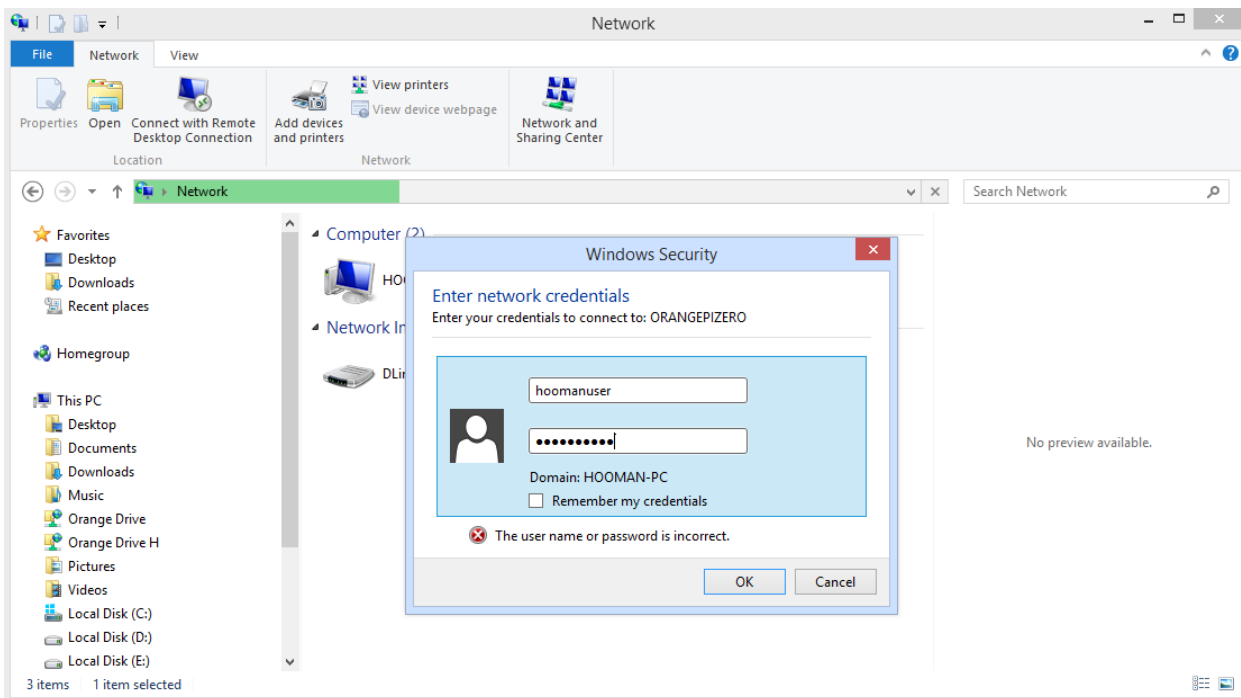 Network
File Network View
Properties Open Connect with Remote Desktop Connection
Add devices and printers
View printers
View device webpage
Network and Sharing Center
Location
Network
Network
Search Network
Favorites
Desktop
Downloads
Recent places
Homegroup
This PC
Desktop
Documents
Downloads
Music
Orange Drive
Orange Drive H
Pictures
Videos
Local Disk (C:)
Local Disk (D:)
Local Disk (E:)
Computer (2)
HOO
Network In
DLin
Windows Security
Enter network credentials
Enter your credentials to connect to: ORANGEPIZERO
hoomanuser
Domain: HOOMAN-PC
Remember my credentials
The user name or password is incorrect.
OK Cancel
No preview available.
3 items 1 item selected